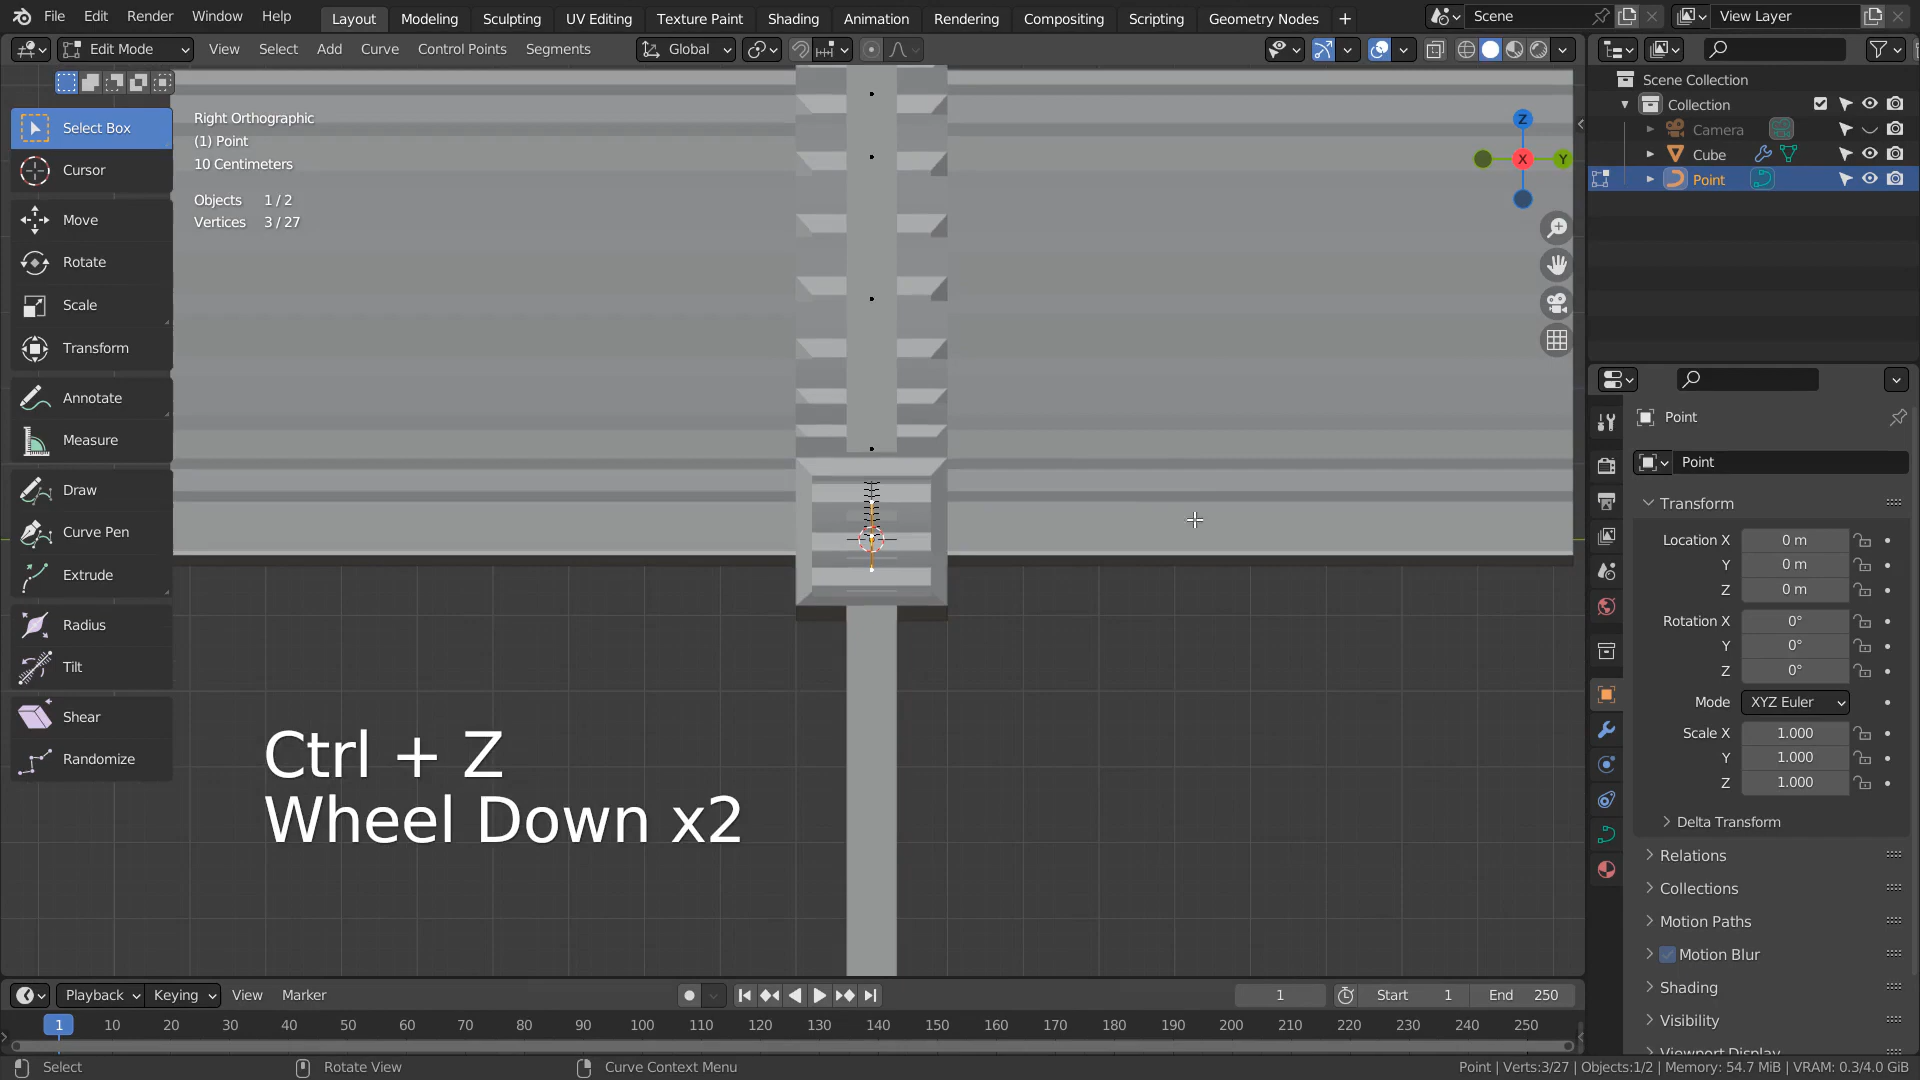 File Edit Render Window Help
Layout Modeling Sculpting UV Editing Texture Paint Shading Animation Rendering Compositing Scripting Geometry Nodes +
Scene
View Layer
Edit Mode View Select Add Curve Control Points Segments
Global
Right Orthographic
(1) Point
10 Centimeters
Objects 1 / 2
Vertices 3 / 27
Select Box
Cursor
Move
Rotate
Scale
Transform
Annotate
Measure
Draw
Curve Pen
Extrude
Radius
Tilt
Shear
Randomize
Z
X
Y
Ctrl + Z
Wheel Down x2
Scene Collection
Collection
Camera
Cube
Point
Point
Point
Transform
Location X 0 m
Y 0 m
Z 0 m
Rotation X 0°
Y 0°
Z 0°
Mode XYZ Euler
Scale X 1.000
Y 1.000
Z 1.000
Delta Transform
Relations
Collections
Motion Paths
Motion Blur
Shading
Visibility
Viewport Display
Playback Keying View Marker
1 Start 1 End 250
1 10 20 30 40 50 60 70 80 90 100 110 120 130 140 150 160 170 180 190 200 210 220 230 240 250
Select Rotate View Curve Context Menu
Point | Verts:3/27 | Objects:1/2 | Memory: 54.7 MiB | VRAM: 0.3/4.0 GiB